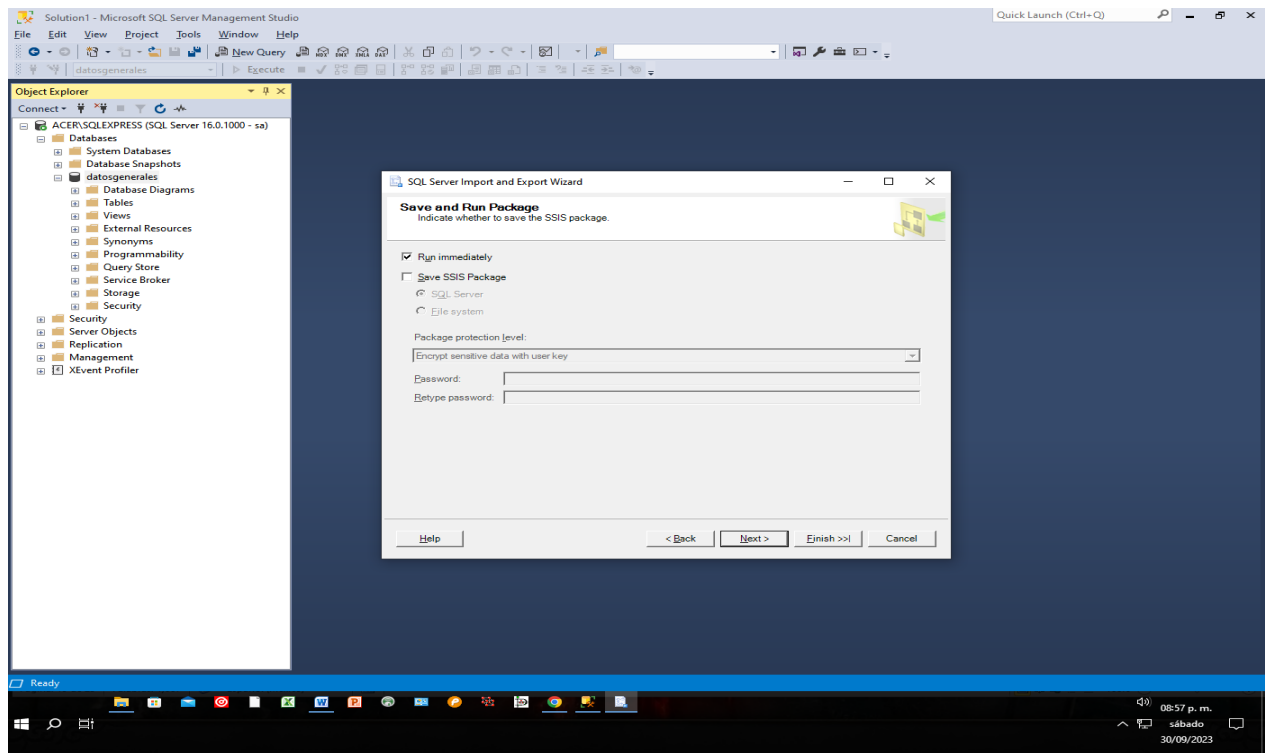 Solution1 - Microsoft SQL Server Management Studio
Quick Launch (Ctrl+Q)
File Edit View Project Tools Window Help
New Query
datosgenerales
Execute
Object Explorer
Connect
ACER\SQLEXPRESS (SQL Server 16.0.1000 - sa)
Databases
System Databases
Database Snapshots
datosgenerales
Database Diagrams
Tables
Views
External Resources
Synonyms
Programmability
Query Store
Service Broker
Storage
Security
Security
Server Objects
Replication
Management
XEvent Profiler
SQL Server Import and Export Wizard
Save and Run Package
Indicate whether to save the SSIS package.
Run immediately
Save SSIS Package
SQL Server
File system
Package protection level:
Encrypt sensitive data with user key
Password:
Retype password:
Help
< Back
Next >
Finish >>|
Cancel
Ready
08:57 p. m.
sábado
30/09/2023